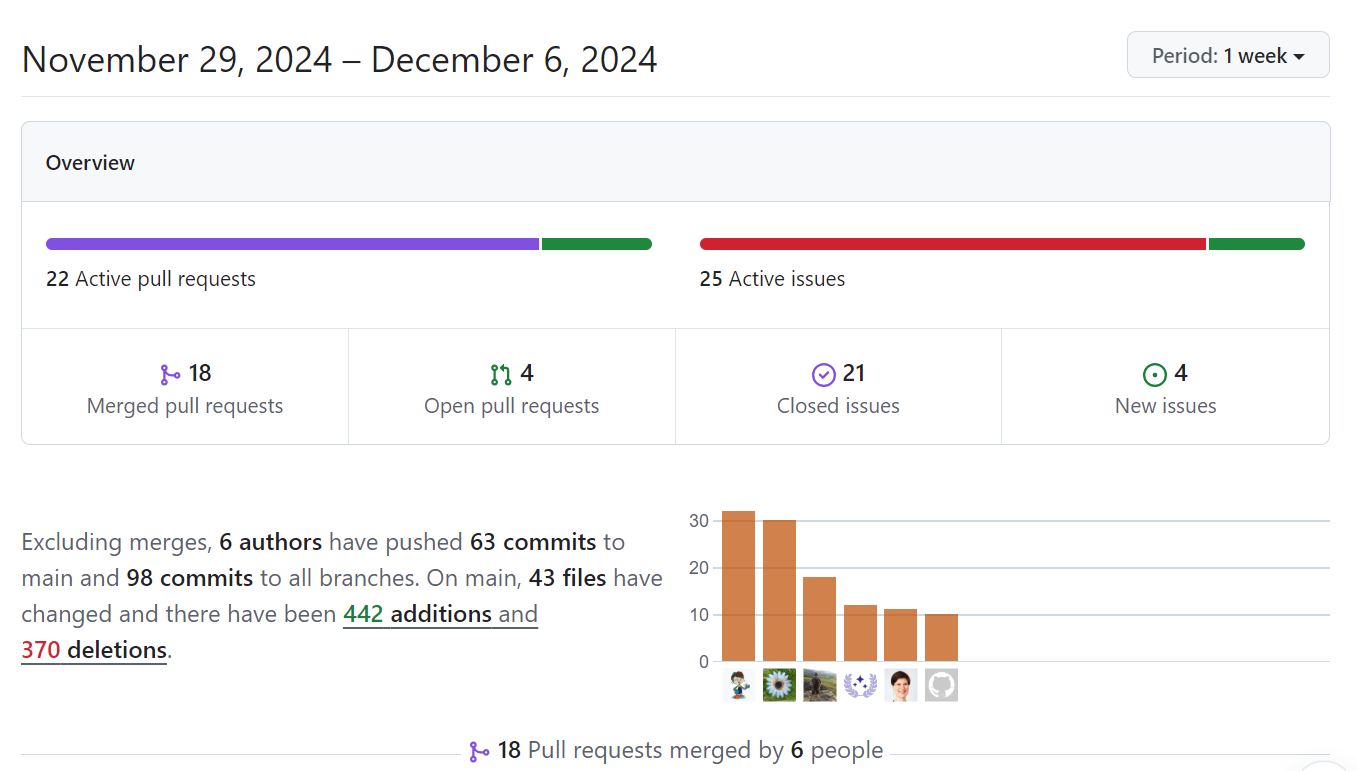 November 29, 2024 – December 6, 2024
Period: 1 week
Overview
22 Active pull requests
25 Active issues
18
Merged pull requests
4
Open pull requests
21
Closed issues
4
New issues
Excluding merges, 6 authors have pushed 63 commits to
main and 98 commits to all branches. On main, 43 files have
changed and there have been 442 additions and
370 deletions.
30
20
10
0
18 Pull requests merged by 6 people